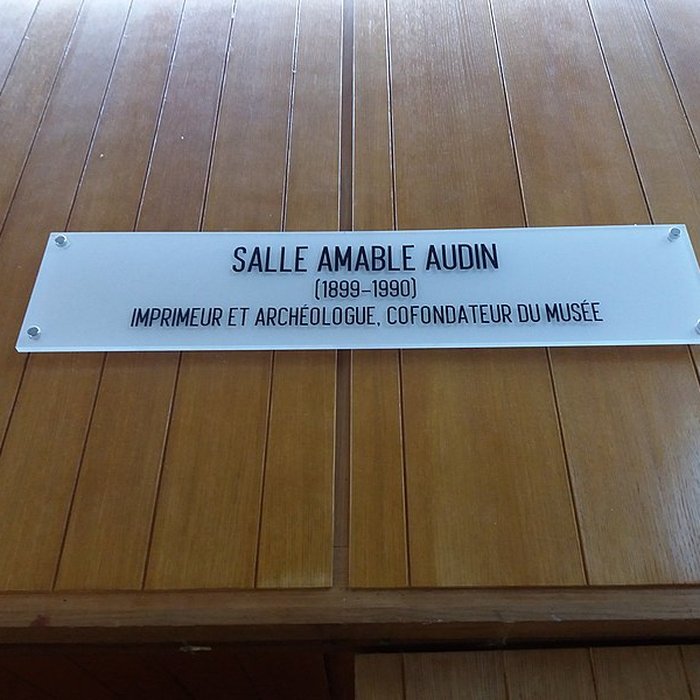 SALLE AMABLE AUDIN
(1899-1990)
IMPRIMEUR ET ARCHÉOLOGUE, COFONDATEUR DU MUSÉE